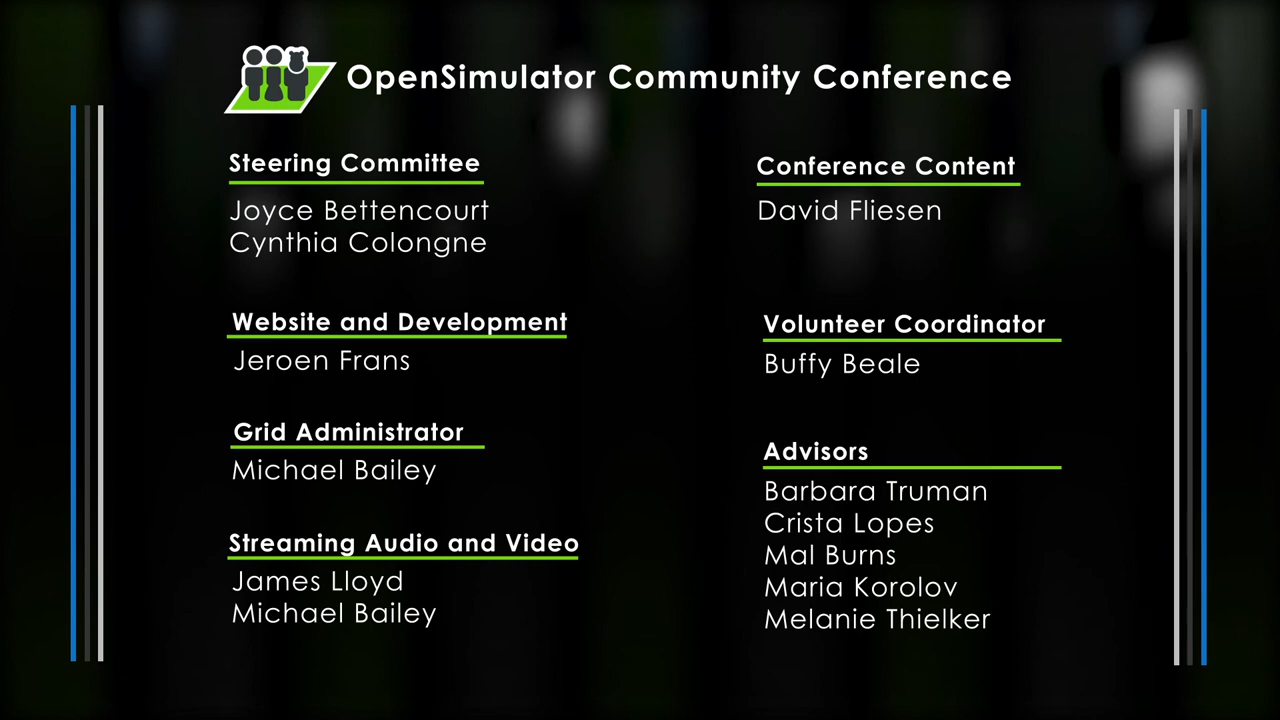 OpenSimulator Community Conference
Steering Committee
Joyce Bettencourt
Cynthia Colongne
Website and Development
Jeroen Frans
Grid Administrator
Michael Bailey
Streaming Audio and Video
James Lloyd
Michael Bailey
Conference Content
David Fliesen
Volunteer Coordinator
Buffy Beale
Advisors
Barbara Truman
Crista Lopes
Mal Burns
Maria Korolov
Melanie Thielker